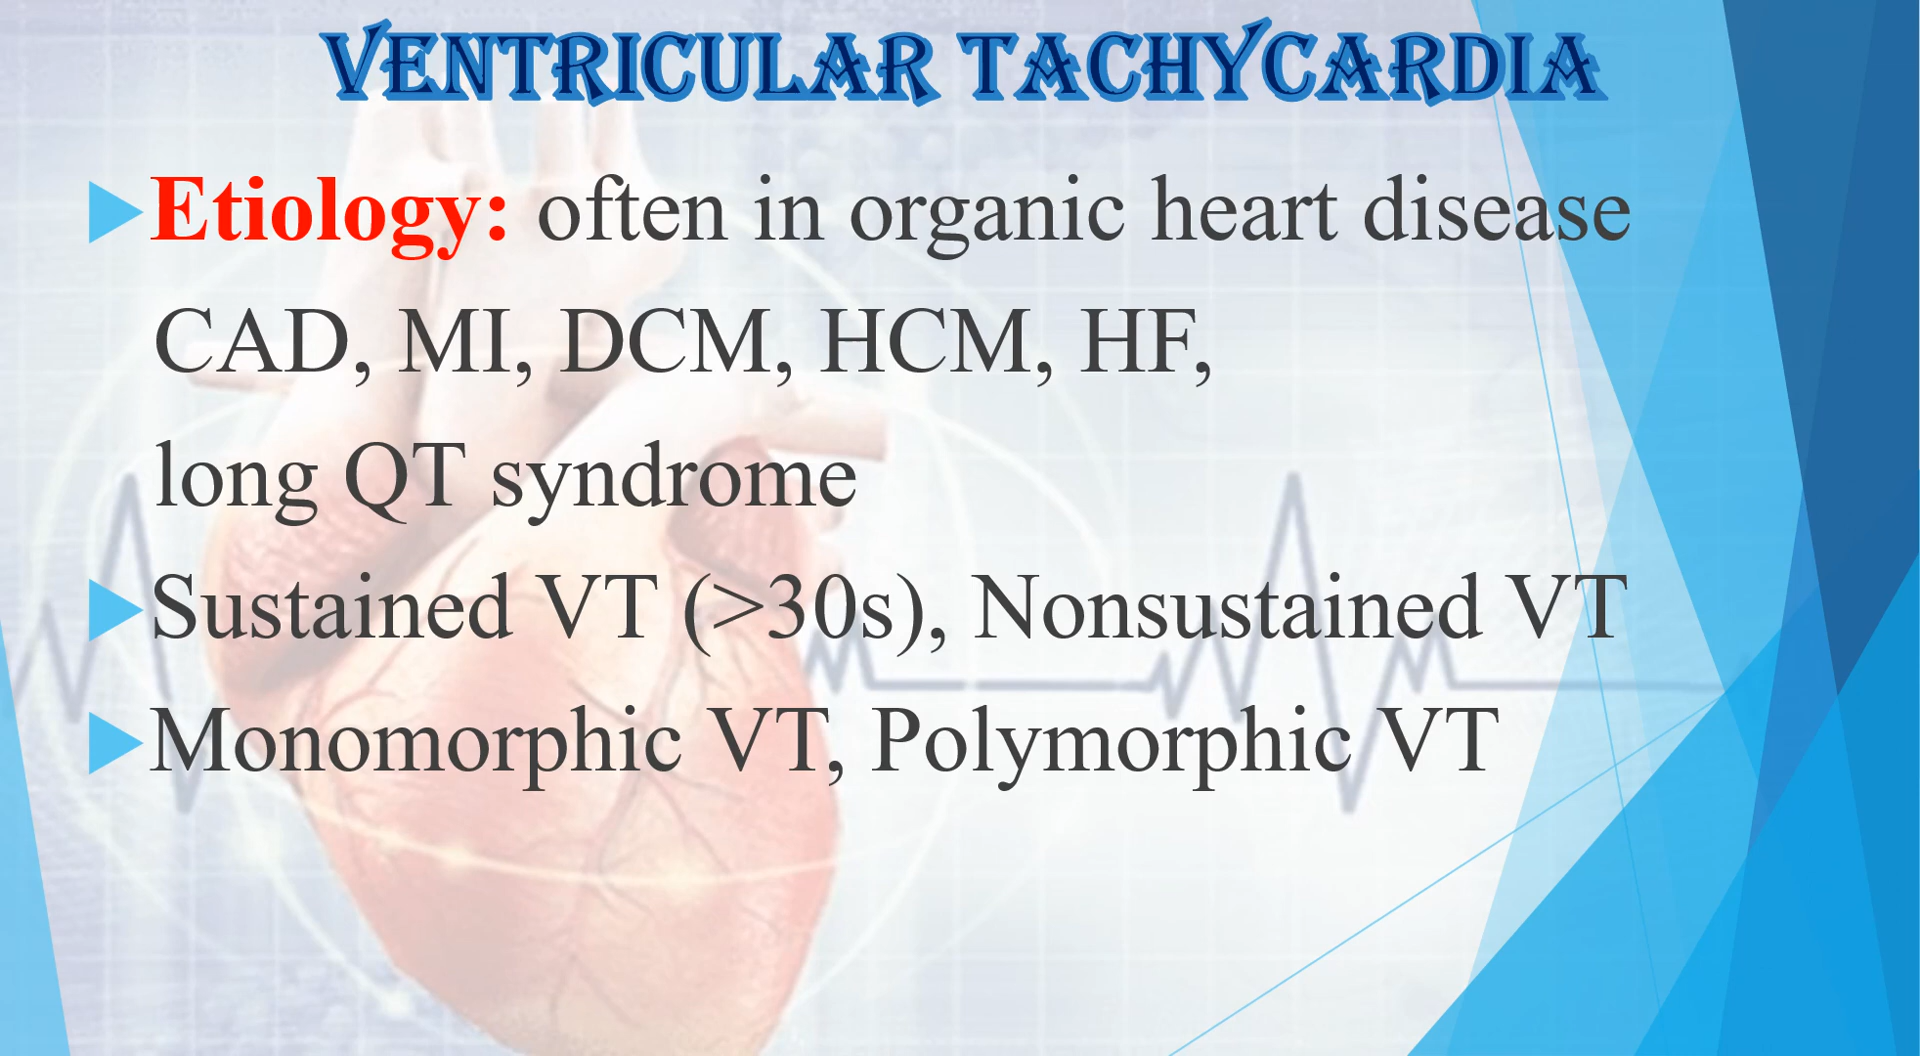 VENTRICULAR TACHYCARDIA
Etiology: often in organic heart disease
CAD, MI, DCM, HCM, HF,
long QT syndrome
Sustained VT (>30s), Nonsustained VT
Monomorphic VT, Polymorphic VT